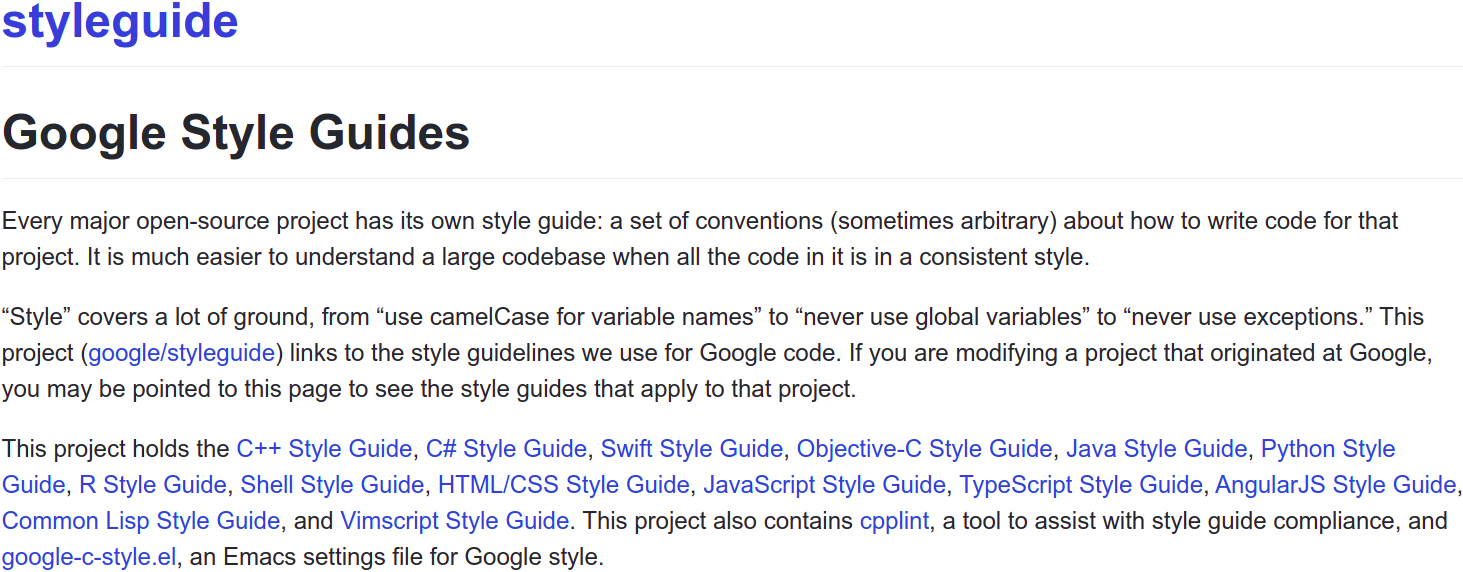 styleguide
Google Style Guides
Every major open-source project has its own style guide: a set of conventions (sometimes arbitrary) about how to write code for that
project. It is much easier to understand a large codebase when all the code in it is in a consistent style.
“Style” covers a lot of ground, from “use camelCase for variable names” to “never use global variables” to “never use exceptions.” This
project (google/styleguide) links to the style guidelines we use for Google code. If you are modifying a project that originated at Google,
you may be pointed to this page to see the style guides that apply to that project.
This project holds the C++ Style Guide, C# Style Guide, Swift Style Guide, Objective-C Style Guide, Java Style Guide, Python Style
Guide, R Style Guide, Shell Style Guide, HTML/CSS Style Guide, JavaScript Style Guide, TypeScript Style Guide, AngularJS Style Guide,
Common Lisp Style Guide, and Vimscript Style Guide. This project also contains cpplint, a tool to assist with style guide compliance, and
google-c-style.el, an Emacs settings file for Google style.